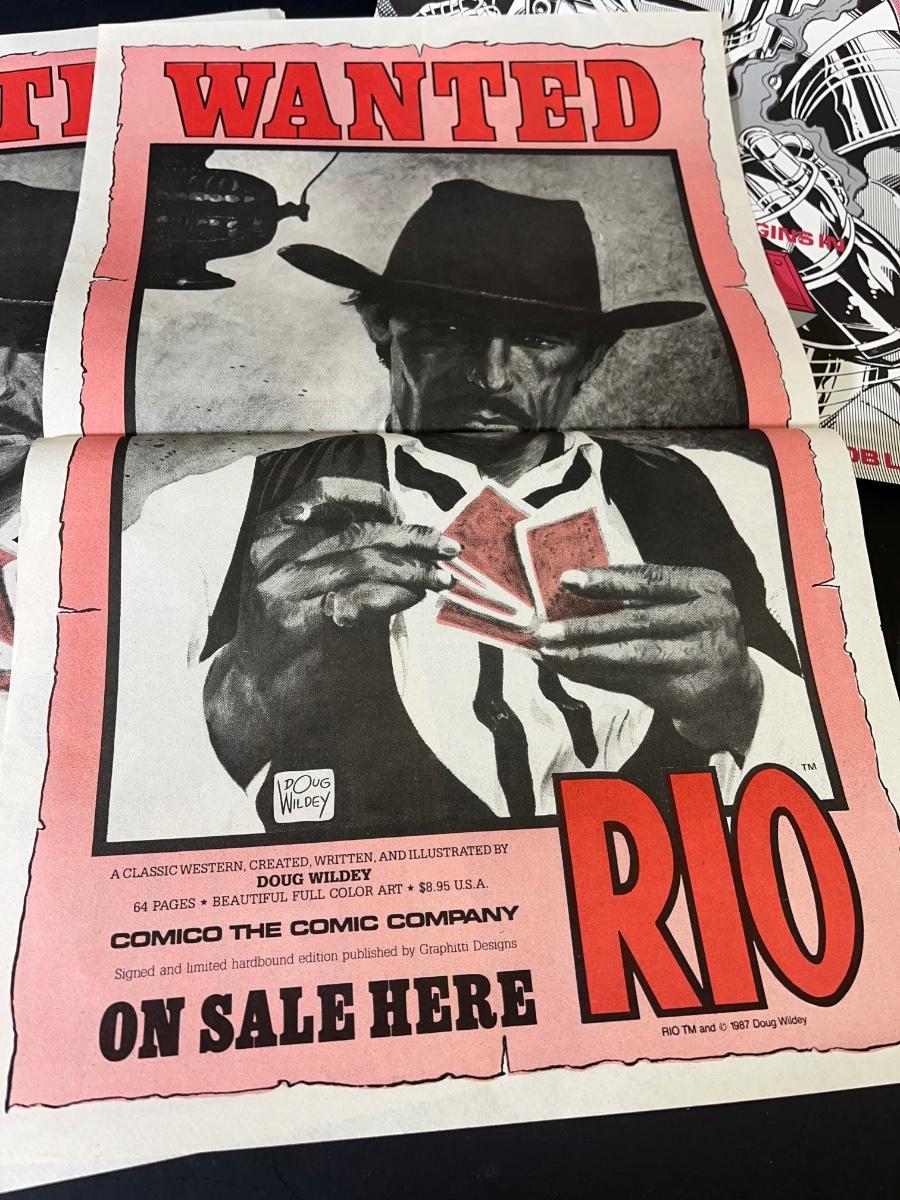 WANTED
DOUG
WILDEY
A CLASSIC WESTERN, CREATED, WRITTEN, AND ILLUSTRATED BY
DOUG WILDEY
64 PAGES ★ BEAUTIFUL FULL COLOR ART ★ $8.95 U.S.A.
COMICO THE COMIC COMPANY
Signed and limited hardbound edition published by Graphitti Designs
ON SALE HERE
RIO™
RIO TM and © 1987 Doug Wildey